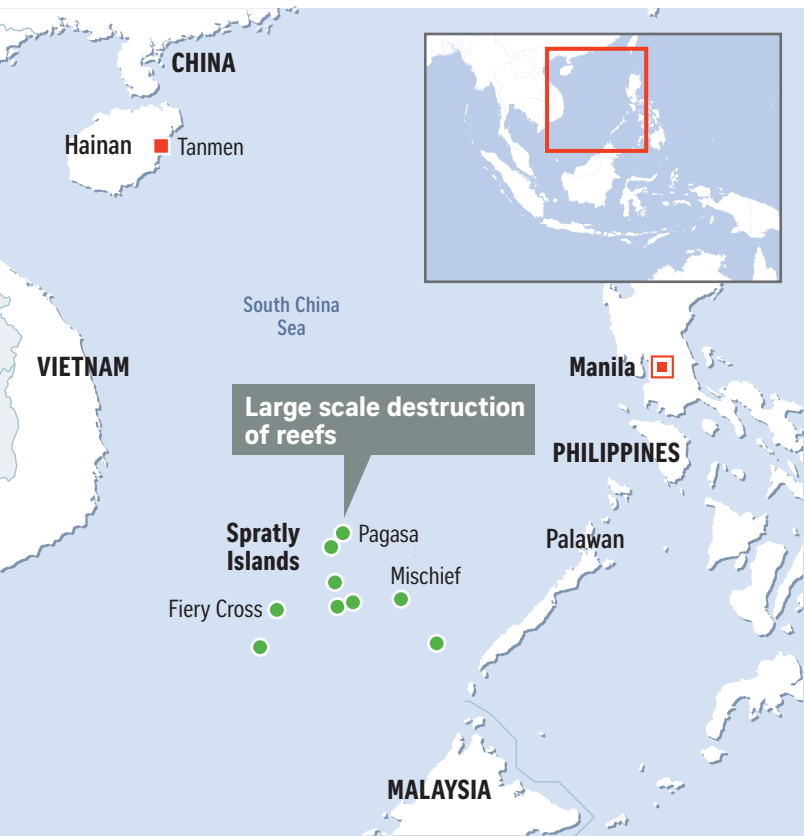 CHINA
Hainan
Tanmen
South China
Sea
VIETNAM
Manila
Large scale destruction
of reefs
PHILIPPINES
Spratly
Islands
Pagasa
Palawan
Mischief
Fiery Cross
MALAYSIA